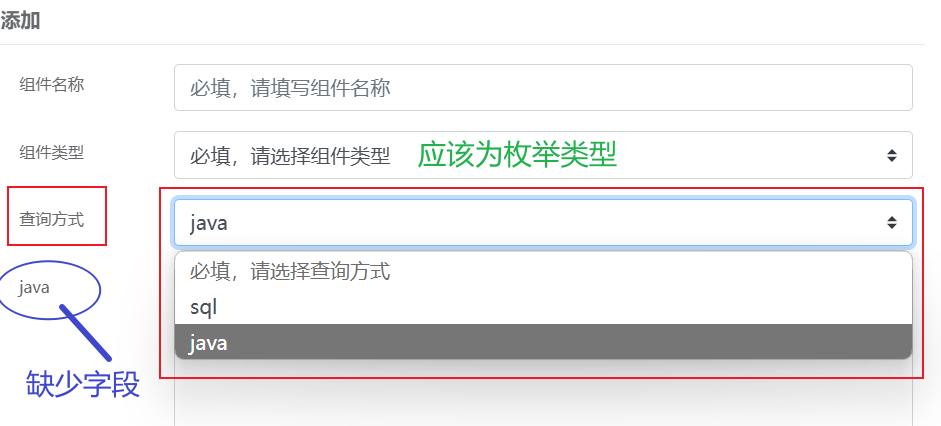 添加
组件名称 必填，请填写组件名称
组件类型 必填，请选择组件类型 应该为枚举类型
查询方式 java
必填，请选择查询方式
sql
java java
缺少字段